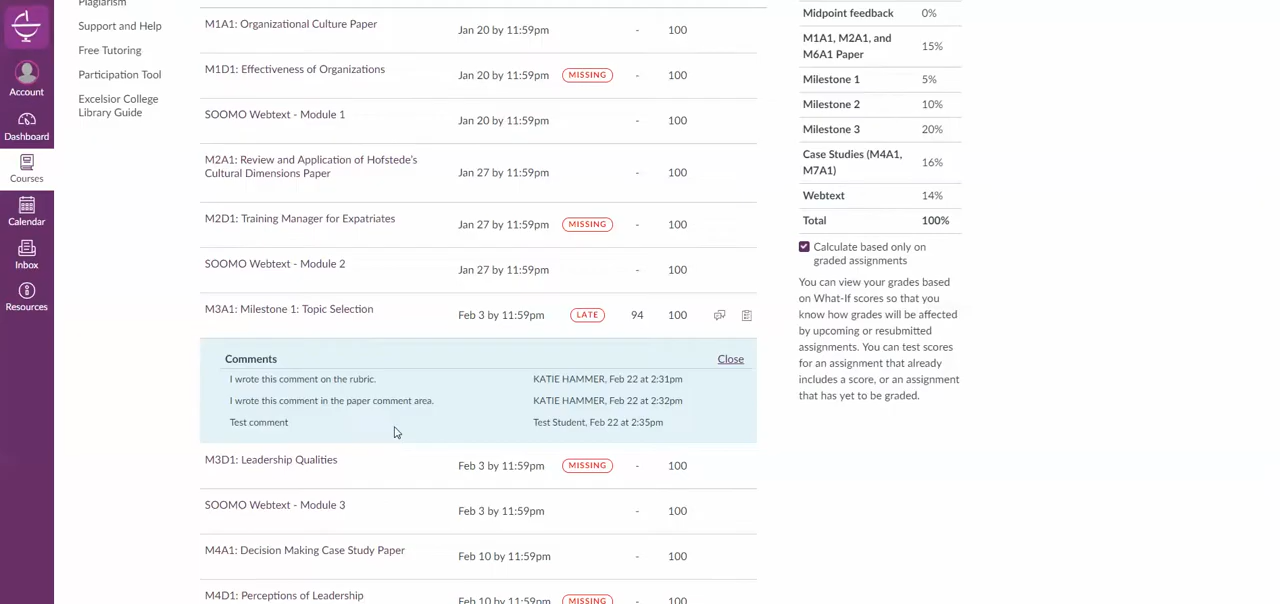 Plagiarism
Support and Help
Free Tutoring
Participation Tool
Excelsior College
Library Guide
Account
Dashboard
Courses
Calendar
Inbox
Resources
M1A1: Organizational Culture Paper
Jan 20 by 11:59pm
-
100
M1D1: Effectiveness of Organizations
Jan 20 by 11:59pm
MISSING
-
100
SOOMO Webtext - Module 1
Jan 20 by 11:59pm
-
100
M2A1: Review and Application of Hofstede's
Cultural Dimensions Paper
Jan 27 by 11:59pm
-
100
M2D1: Training Manager for Expatriates
Jan 27 by 11:59pm
MISSING
-
100
SOOMO Webtext - Module 2
Jan 27 by 11:59pm
-
100
M3A1: Milestone 1: Topic Selection
Feb 3 by 11:59pm
LATE
94
100
Comments
Close
I wrote this comment on the rubric.
KATIE HAMMER, Feb 22 at 2:31pm
I wrote this comment in the paper comment area.
KATIE HAMMER, Feb 22 at 2:32pm
Test comment
Test Student, Feb 22 at 2:35pm
M3D1: Leadership Qualities
Feb 3 by 11:59pm
MISSING
-
100
SOOMO Webtext - Module 3
Feb 3 by 11:59pm
-
100
M4A1: Decision Making Case Study Paper
Feb 10 by 11:59pm
-
100
M4D1: Perceptions of Leadership
Feb 10 by 11:59pm
MISSING
-
100
Midpoint feedback
0%
M1A1, M2A1, and
M6A1 Paper
15%
Milestone 1
5%
Milestone 2
10%
Milestone 3
20%
Case Studies (M4A1,
M7A1)
16%
Webtext
14%
Total
100%
Calculate based only on
graded assignments
You can view your grades based
on What-If scores so that you
know how grades will be affected
by upcoming or resubmitted
assignments. You can test scores
for an assignment that already
includes a score, or an assignment
that has yet to be graded.